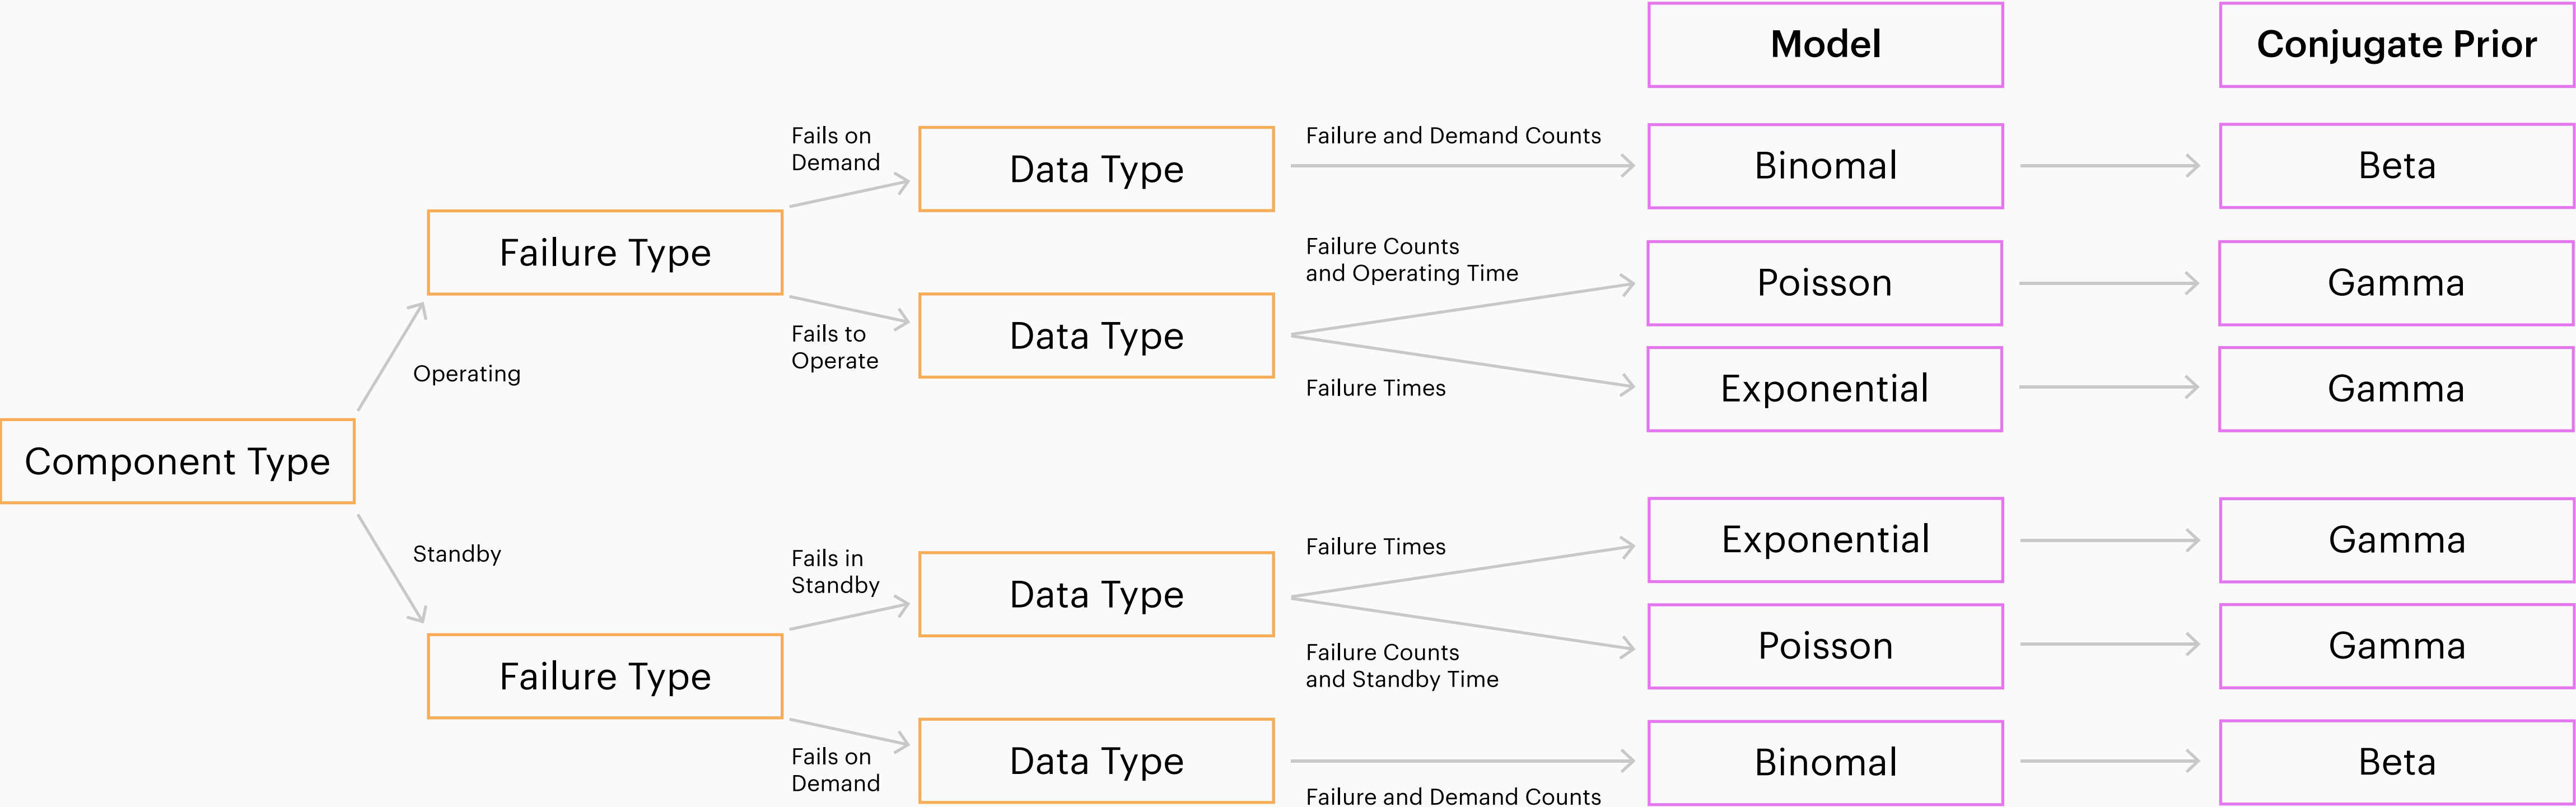 Model
Conjugate Prior
Fails on
Demand
Failure and Demand Counts
Data Type
Binomal
Beta
Failure Type
Failure Counts
and Operating Time
Poisson
Gamma
Fails to
Operate
Data Type
Operating
Failure Times
Exponential
Gamma
Component Type
Standby
Fails in
Standby
Failure Times
Exponential
Gamma
Data Type
Failure Type
Failure Counts
and Standby Time
Poisson
Gamma
Fails on
Demand
Data Type
Binomal
Beta
Failure and Demand Counts